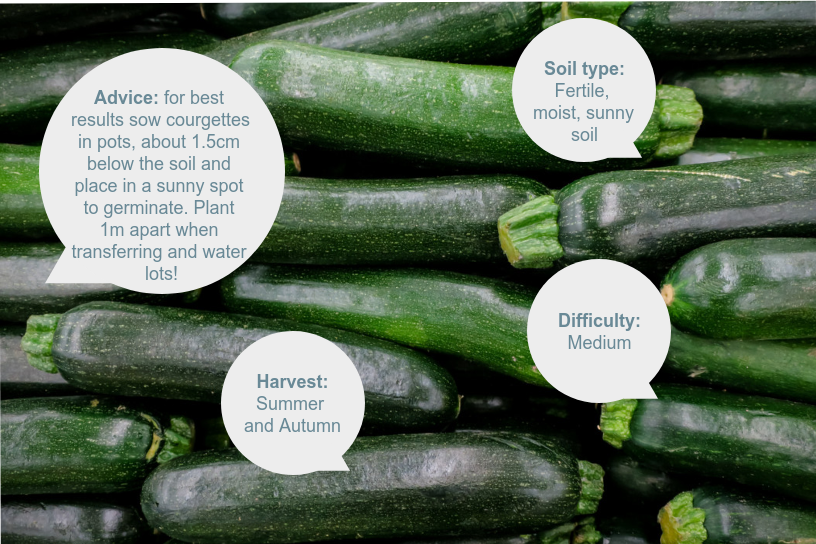 Advice: for best
results sow courgettes
in pots, about 1.5cm
below the soil and
place in a sunny spot
to germinate. Plant
1m apart when
transferring and water
lots!
Soil type:
Fertile,
moist, sunny
soil
Difficulty:
Medium
Harvest:
Summer
and Autumn